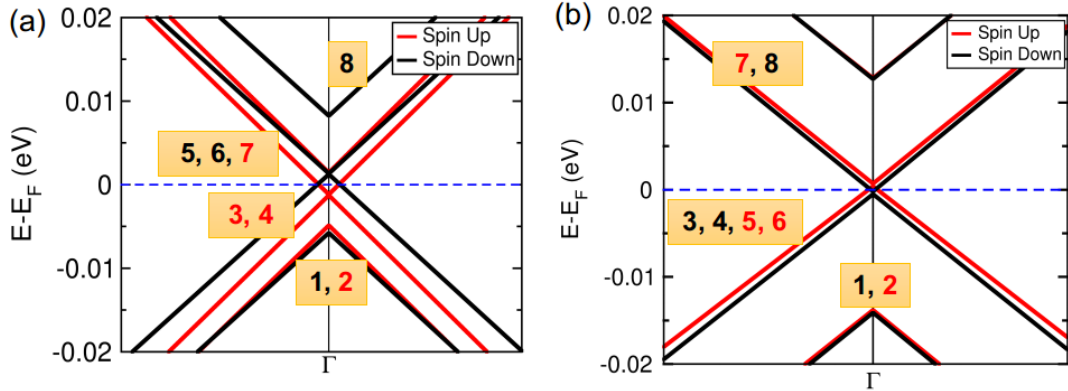 (a)
0.02
0.01
0
-0.01
-0.02
E-E_F (eV)
Spin Up
Spin Down
8
5, 6, 7
3, 4
1, 2
Γ
(b)
0.02
0.01
0
-0.01
-0.02
E-E_F (eV)
Spin Up
Spin Down
7, 8
3, 4, 5, 6
1, 2
Γ